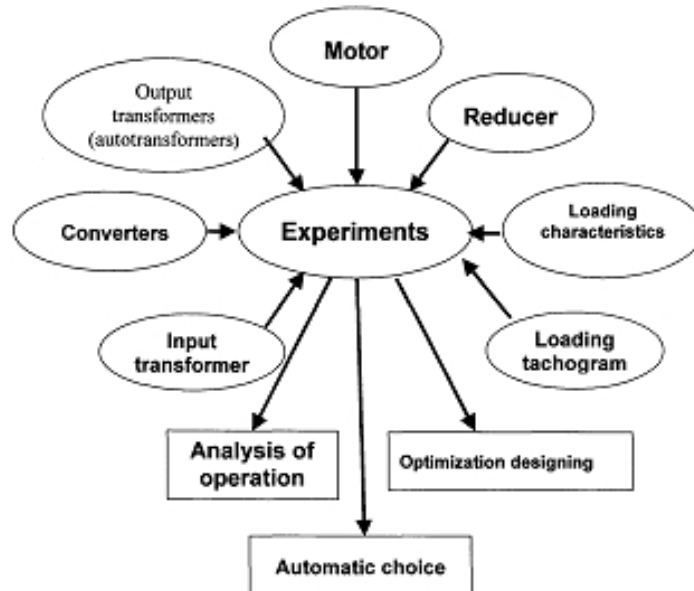 Motor
Output
transformers
(autotransformers)
Reducer
Converters
Experiments
Loading
characteristics
Input
transformer
Loading
tachogram
Analysis of
operation
Optimization designing
Automatic choice